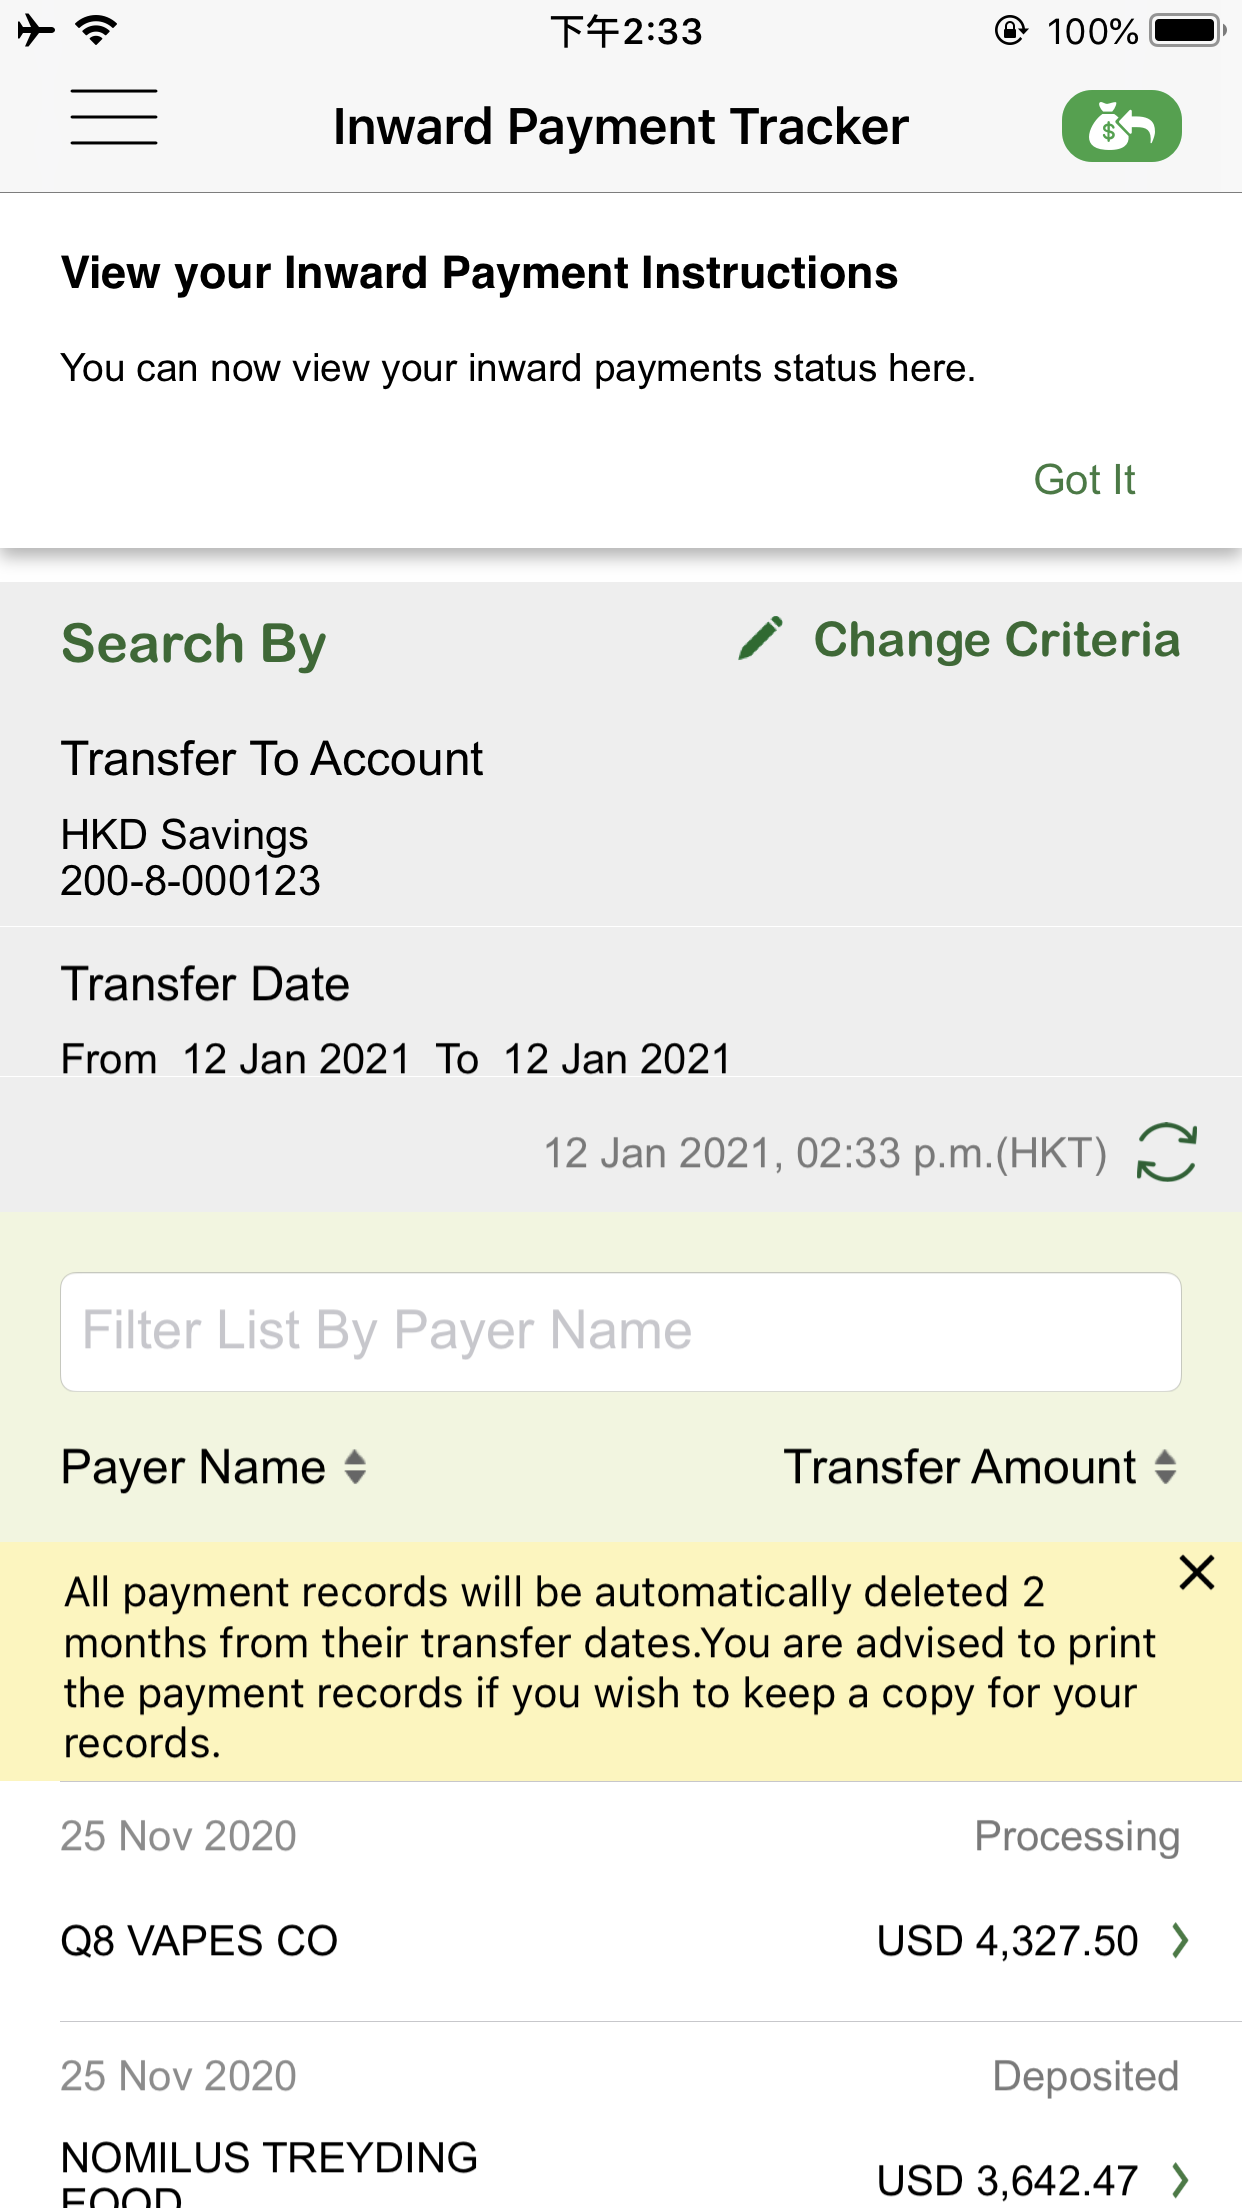 下午2:33
100%
Inward Payment Tracker
View your Inward Payment Instructions
You can now view your inward payments status here.
Got It
Search By
Change Criteria
Transfer To Account
HKD Savings
200-8-000123
Transfer Date
From 12 Jan 2021 To 12 Jan 2021
12 Jan 2021, 02:33 p.m.(HKT)
Filter List By Payer Name
Payer Name
Transfer Amount
All payment records will be automatically deleted 2
months from their transfer dates.You are advised to print
the payment records if you wish to keep a copy for your
records.
25 Nov 2020
Processing
Q8 VAPES CO
USD 4,327.50
25 Nov 2020
Deposited
NOMILUS TREYDING
FOOD
USD 3,642.47